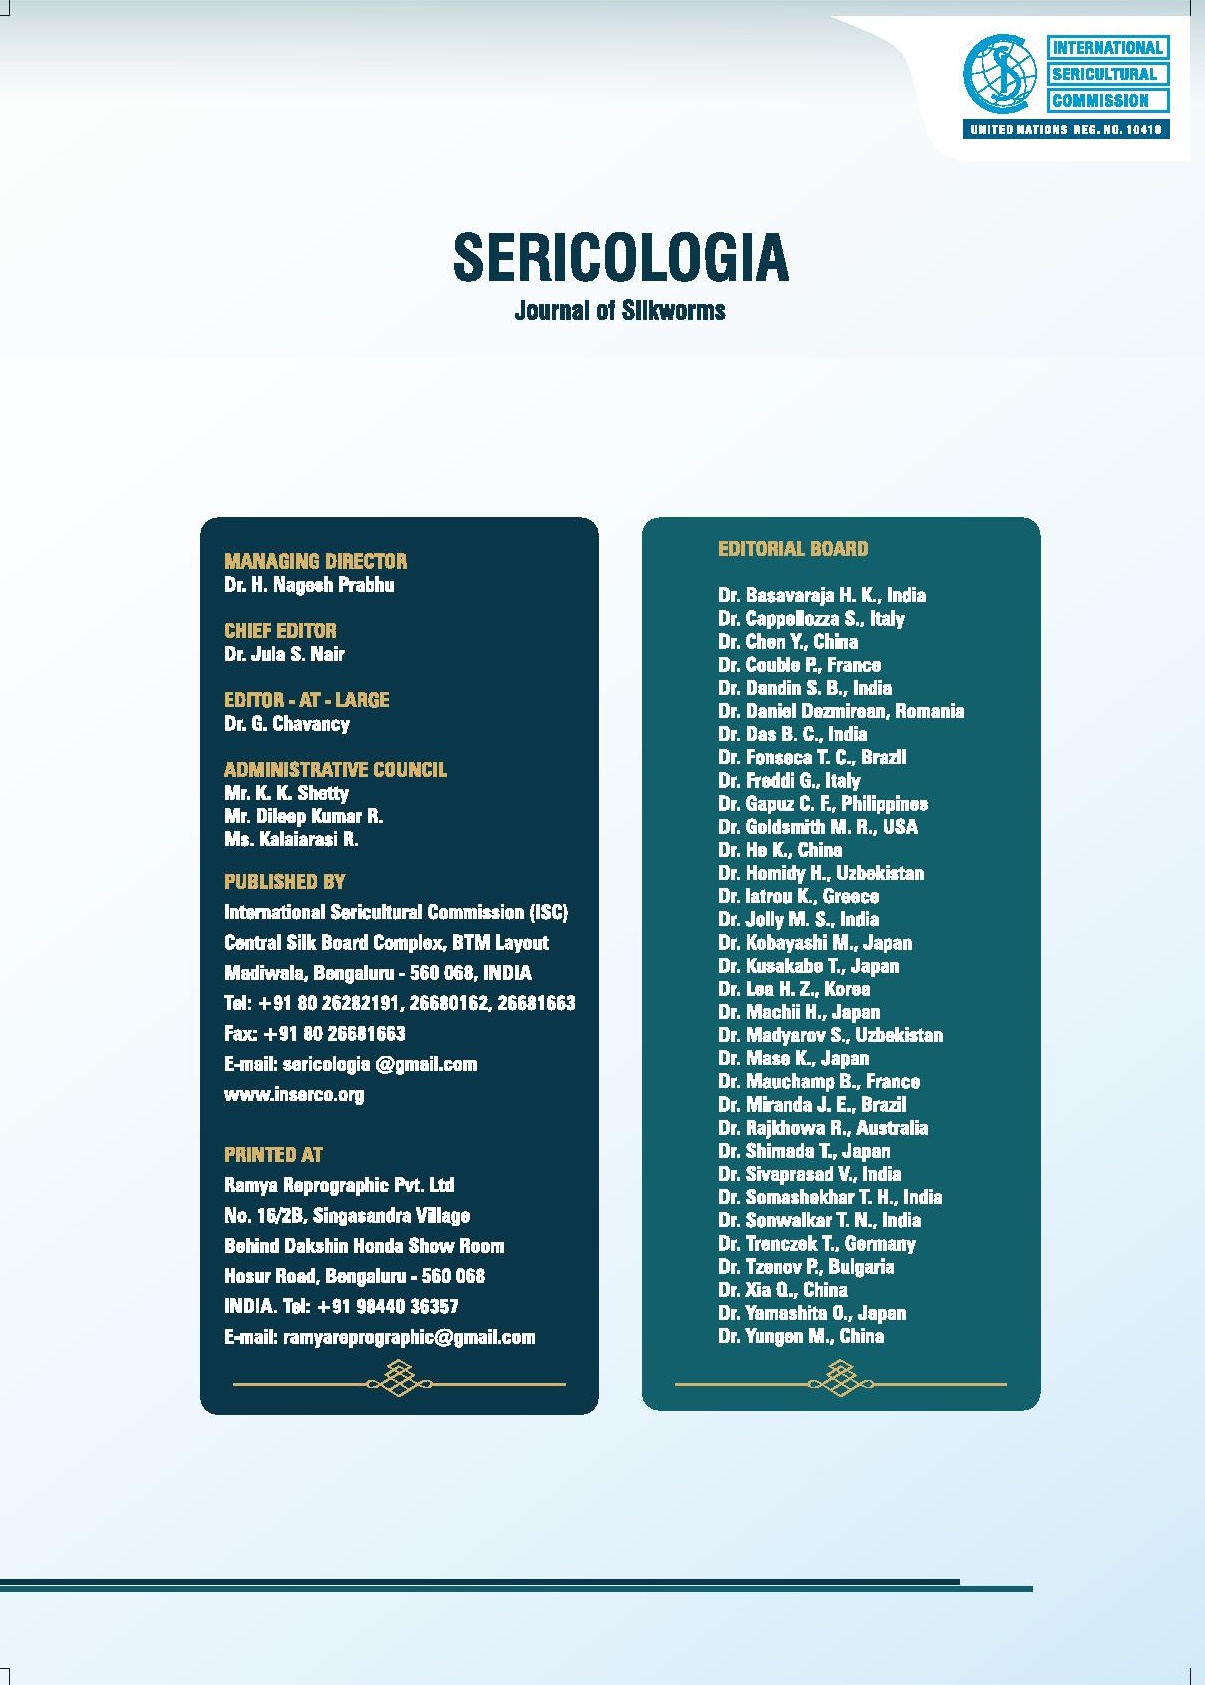 INTERNATIONAL
SERICULTURAL
COMMISSION
UNITED NATIONS REG. NO. 10418
SERICOLOGIA
Journal of Silkworms
MANAGING DIRECTOR
Dr. H. Nagesh Prabhu
CHIEF EDITOR
Dr. Jula S. Nair
EDITOR - AT - LARGE
Dr. G. Chavancy
ADMINISTRATIVE COUNCIL
Mr. K. K. Shetty
Mr. Dileep Kumar R.
Ms. Kalaiarasi R.
PUBLISHED BY
International Sericultural Commission (ISC)
Central Silk Board Complex, BTM Layout
Madiwala, Bengaluru - 560 068, INDIA
Tel: +91 80 26282191, 26680162, 26681663
Fax: +91 80 26681663
E-mail: sericologia @gmail.com
www.inserco.org
PRINTED AT
Ramya Reprographic Pvt. Ltd
No. 16/2B, Singasandra Village
Behind Dakshin Honda Show Room
Hosur Road, Bengaluru - 560 068
INDIA. Tel: +91 98440 36357
E-mail: ramyareprographic@gmail.com
EDITORIAL BOARD
Dr. Basavaraja H. K., India
Dr. Cappellozza S., Italy
Dr. Chen Y., China
Dr. Couble P., France
Dr. Dandin S. B., India
Dr. Daniel Dezmirean, Romania
Dr. Das B. C., India
Dr. Fonseca T. C., Brazil
Dr. Freddi G., Italy
Dr. Gapuz C. F., Philippines
Dr. Goldsmith M. R., USA
Dr. He K., China
Dr. Homidy H., Uzbekistan
Dr. Iatrou K., Greece
Dr. Jolly M. S., India
Dr. Kobayashi M., Japan
Dr. Kusakabe T., Japan
Dr. Lea H. Z., Korea
Dr. Machii H., Japan
Dr. Madyarov S., Uzbekistan
Dr. Mase K., Japan
Dr. Mauchamp B., France
Dr. Miranda J. E., Brazil
Dr. Rajkhowa R., Australia
Dr. Shimada T., Japan
Dr. Sivaprasad V., India
Dr. Somashekhar T. H., India
Dr. Sonwalkar T. N., India
Dr. Trenczek T., Germany
Dr. Tzenov P., Bulgaria
Dr. Xia Q., China
Dr. Yamashita O., Japan
Dr. Yungen M., China